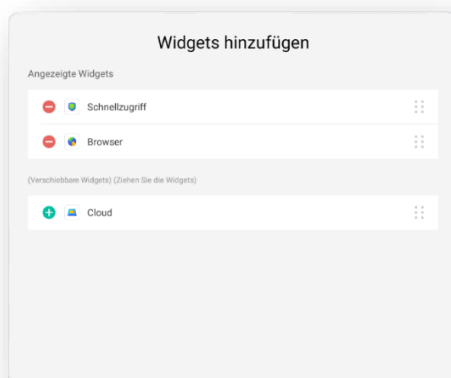 Widgets hinzufügen
Angezeigte Widgets
Schnellzugriff
Browser
(Verschiebbare Widgets) (Ziehen Sie die Widgets)
Cloud